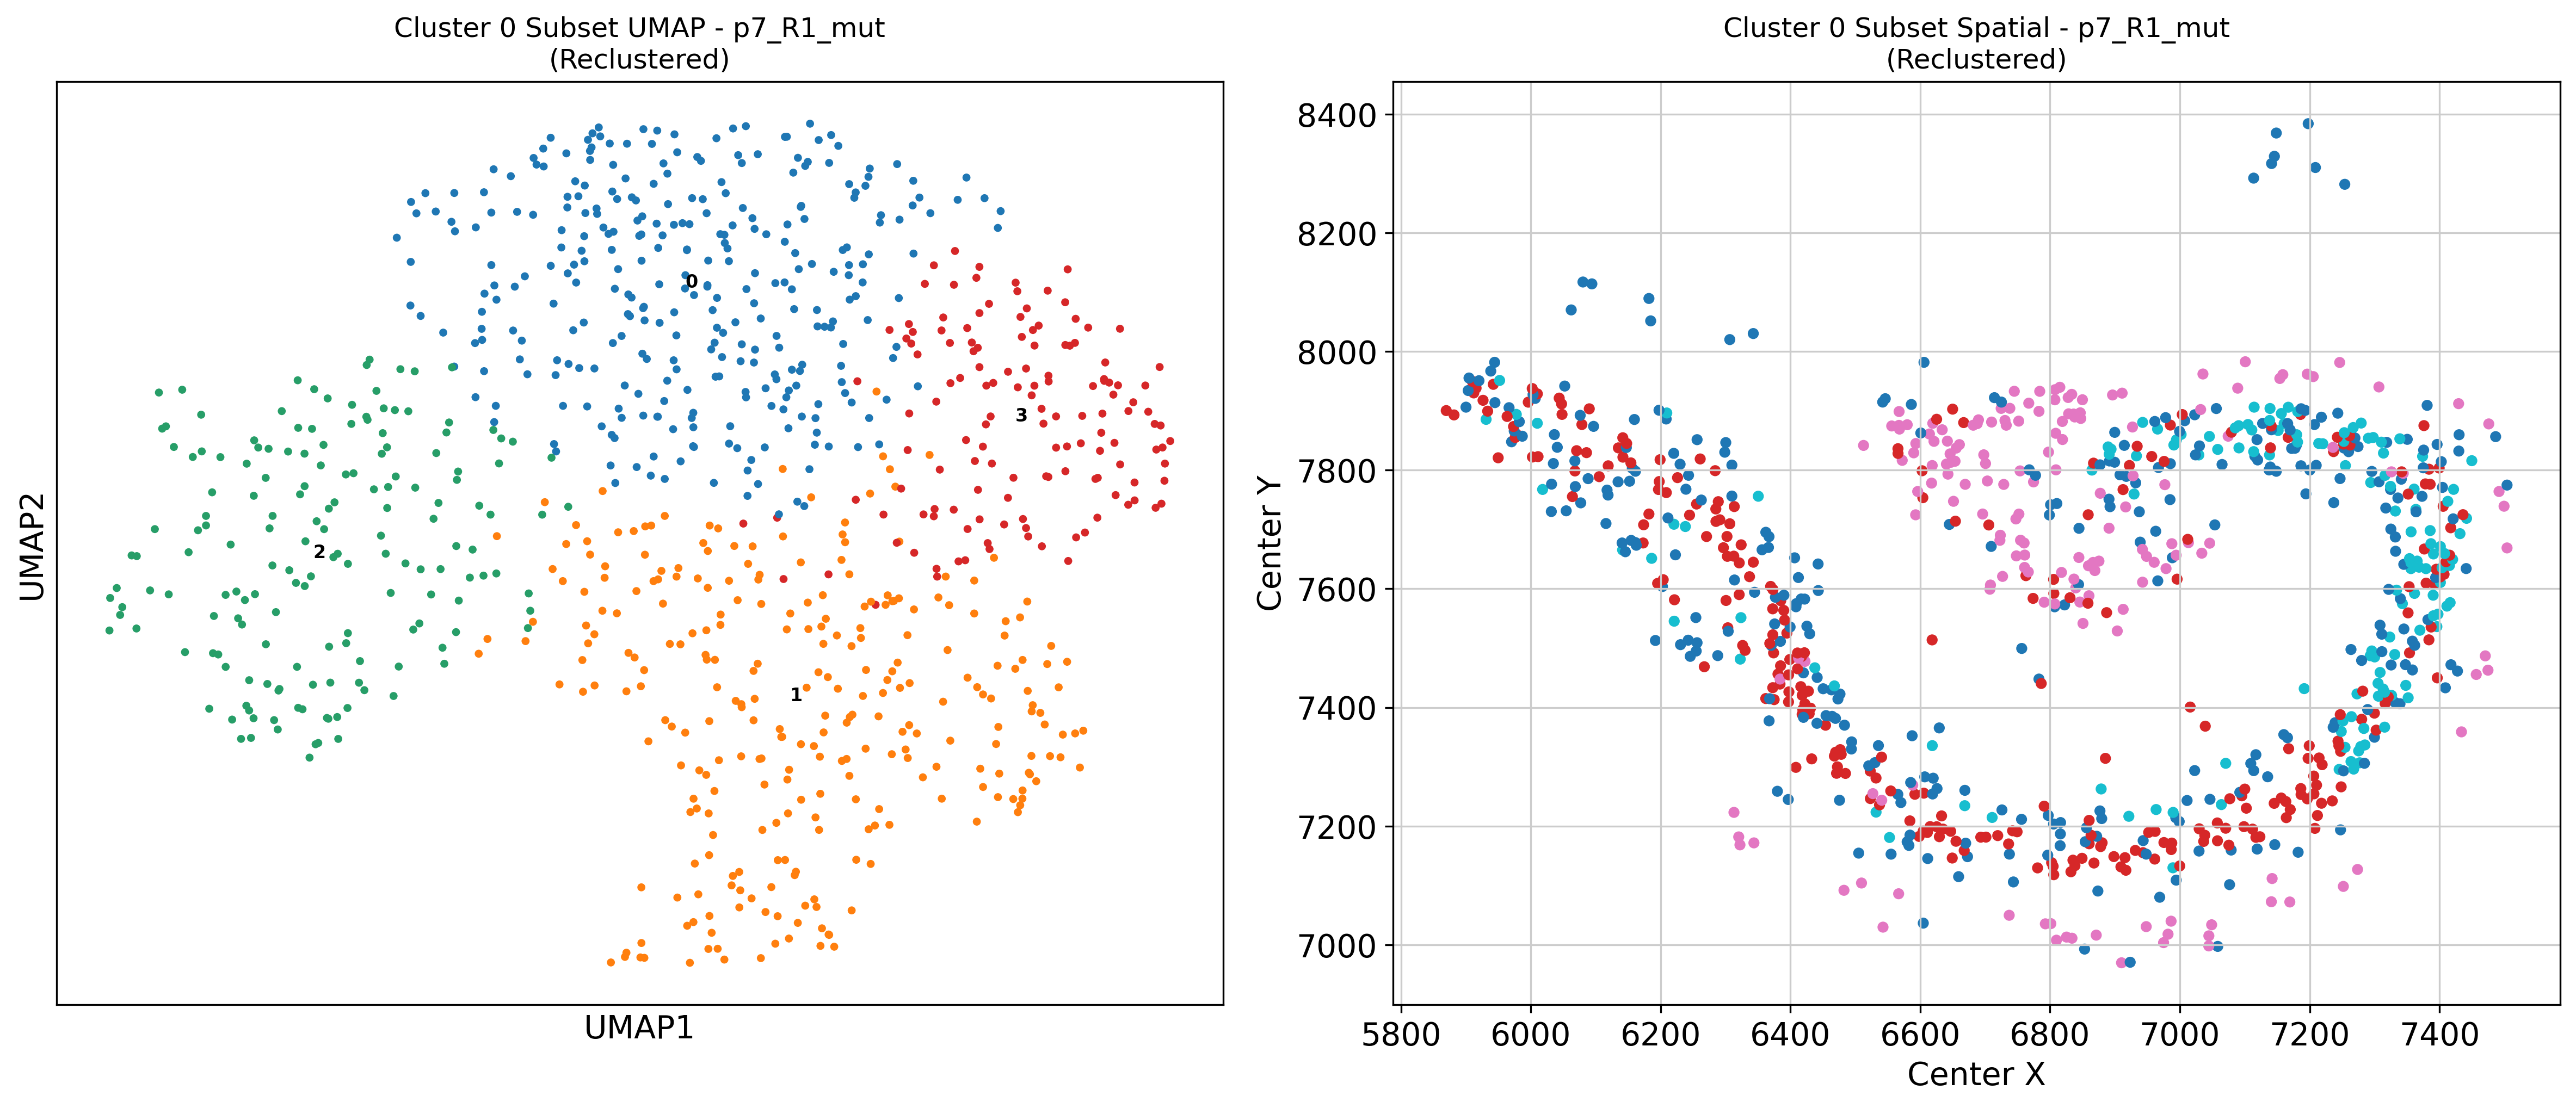 Cluster 0 Subset UMAP - p7_R1_mut
(Reclustered)
0
3
2
1
UMAP2
UMAP1
Cluster 0 Subset Spatial - p7_R1_mut
(Reclustered)
8400
8200
8000
7800
7600
7400
7200
7000
Center Y
5800 6000 6200 6400 6600 6800 7000 7200 7400
Center X